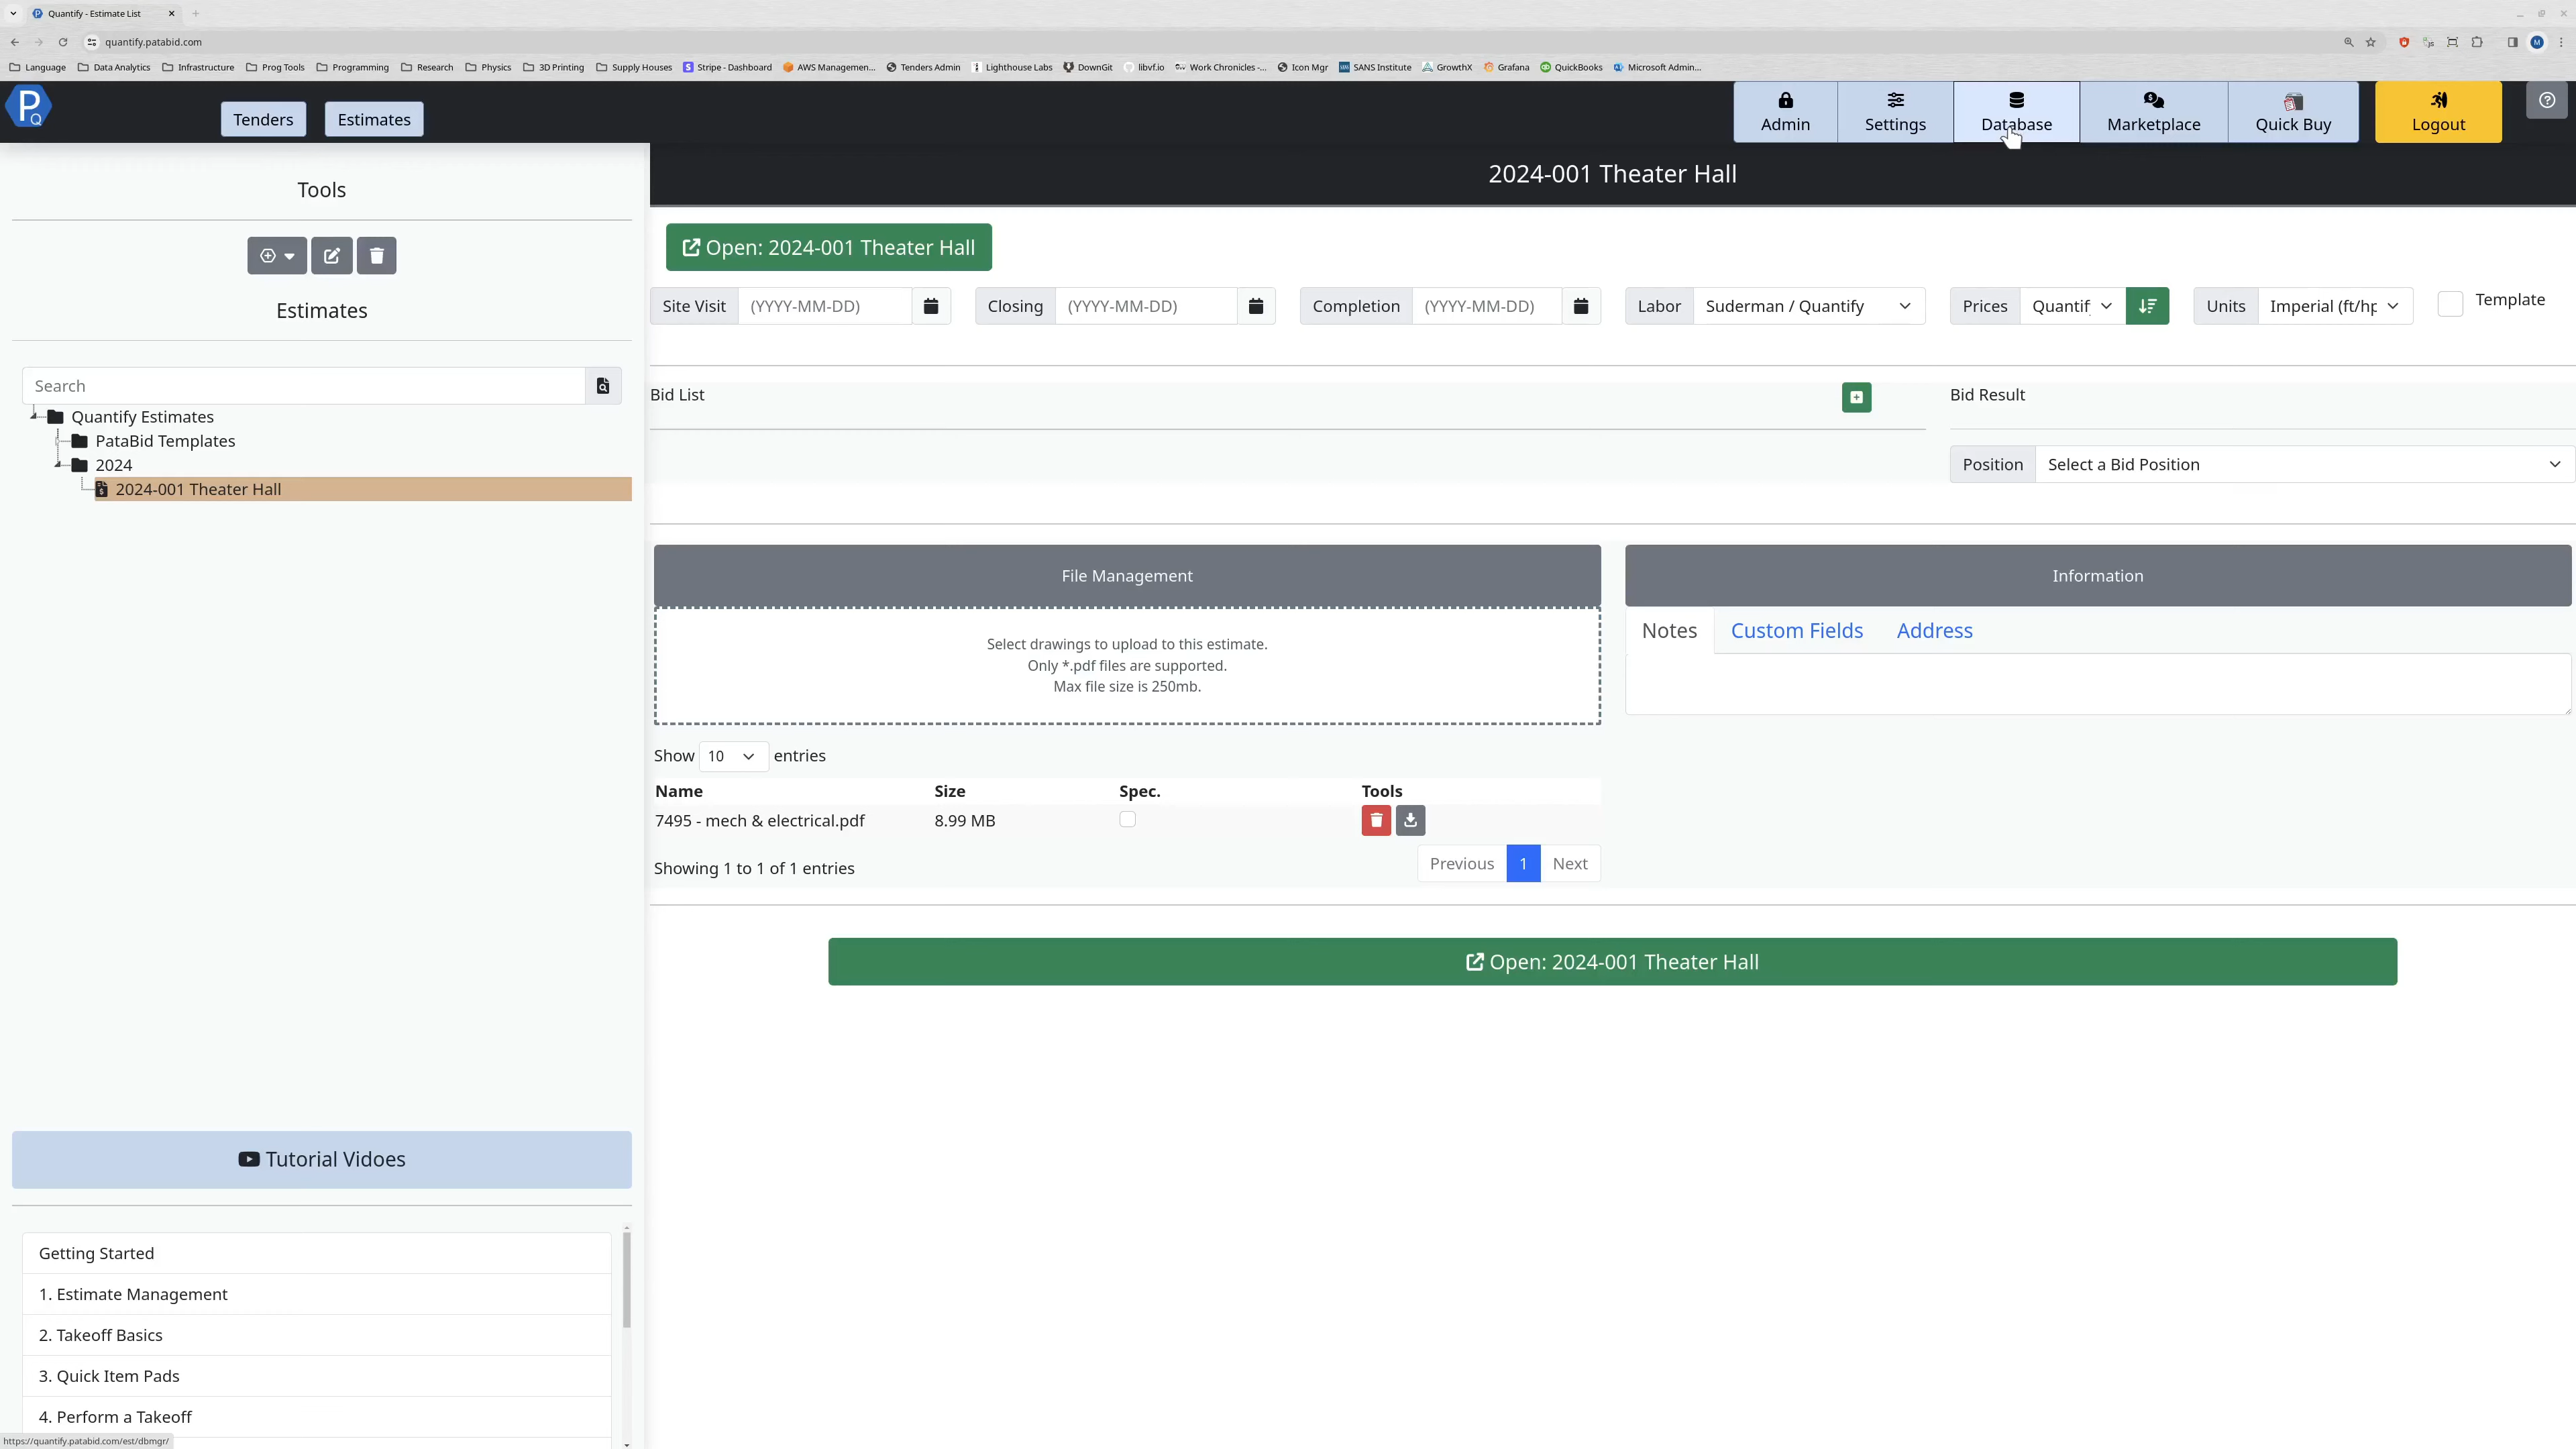 Quantify - Estimate List
quantify.patabid.com
Language Data Analytics Infrastructure Prog Tools Programming Research Physics 3D Printing Supply Houses Stripe - Dashboard AWS Managemen... Tenders Admin Lighthouse Labs DownGit libvf.io Work Chronicles -... Icon Mgr SANS Institute GrowthX Grafana QuickBooks Microsoft Admin...
Tenders Estimates Admin Settings Database Marketplace Quick Buy Logout
2024-001 Theater Hall
Tools
Open: 2024-001 Theater Hall
Site Visit (YYYY-MM-DD) Closing (YYYY-MM-DD) Completion (YYYY-MM-DD) Labor Suderman / Quantify Prices Quantif Units Imperial (ft/hr Template
Estimates
Search
Quantify Estimates
PataBid Templates
2024
2024-001 Theater Hall
Bid List
Bid Result
Position Select a Bid Position
File Management
Select drawings to upload to this estimate.
Only *.pdf files are supported.
Max file size is 250mb.
Information
Notes Custom Fields Address
Show 10 entries
Name Size Spec. Tools
7495 - mech & electrical.pdf 8.99 MB
Showing 1 to 1 of 1 entries
Previous 1 Next
Open: 2024-001 Theater Hall
Tutorial Vidoes
Getting Started
1. Estimate Management
2. Takeoff Basics
3. Quick Item Pads
4. Perform a Takeoff
https://quantify.patabid.com/est/dbmgr/